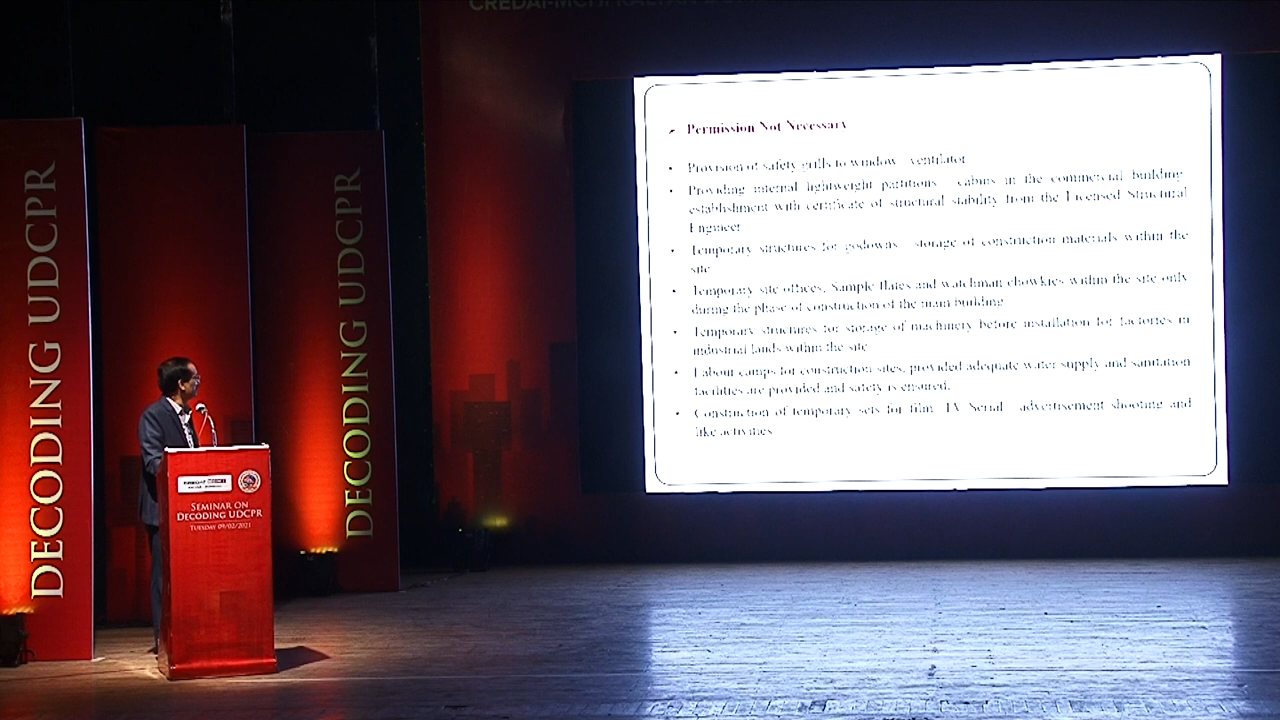 CREDAI-MCHI KALYAN
DECODING UDCPR
DECODING UDCPR
Permission Not Necessary
Provision of safety grills to window ventilator
Providing internal lightweight partitions cabins in the commercial building
establishment with certificate of structural stability from the Licensed Structural
Engineer
Temporary structures for godowns storage of construction materials within the
site
Temporary site offices, Sample flates and watchman chowkies within the site only
during the phase of construction of the main building
Temporary structures for storage of machinery before installation for factories in
industrial lands within the site
Labour camps for construction sites, provided adequate water supply and sanitation
facilities are provided and safety is ensured.
Construction of temporary sets for film TV Serial advertisement shooting and
like activities
SEMINAR ON
DECODING UDCPR
TUESDAY 09/02/2021